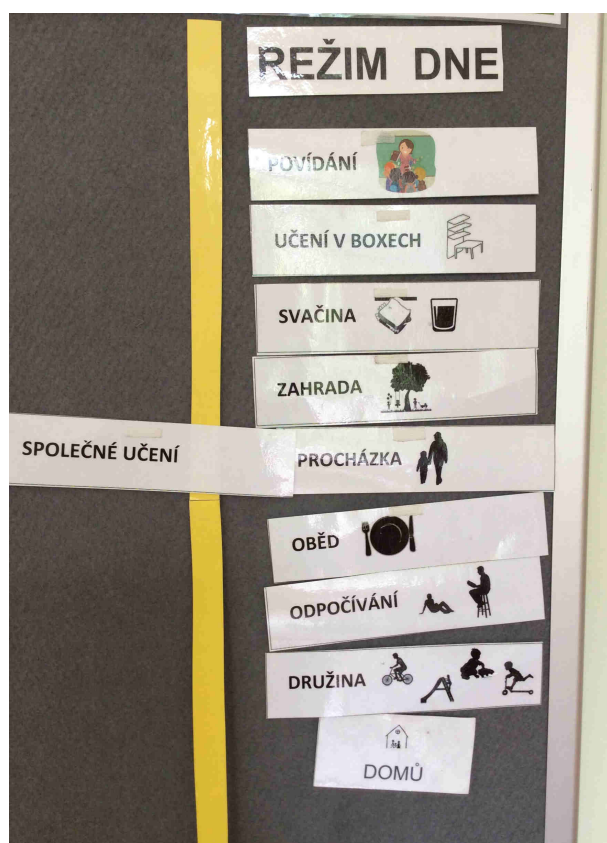 REŽIM DNE
POVÍDÁNÍ
UČENÍ V BOXECH
SVAČINA
ZAHRADA
SPOLEČNÉ UČENÍ
PROCHÁZKA
OBĚD
ODPOČÍVÁNÍ
DRUŽINA
DOMŮ